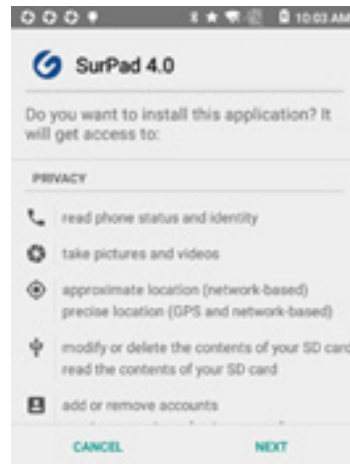 10:03 AM
SurPad 4.0
Do you want to install this application? It
will get access to:
PRIVACY
read phone status and identity
take pictures and videos
approximate location (network-based)
precise location (GPS and network-based)
modify or delete the contents of your SD card
read the contents of your SD card
add or remove accounts
CANCEL
NEXT